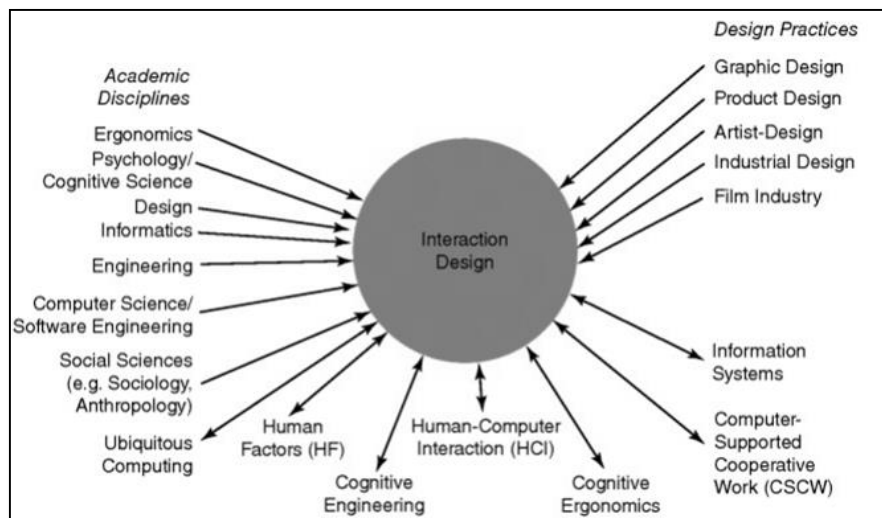 Academic
Disciplines
Ergonomics
Psychology/
Cognitive Science
Design
Informatics
Engineering
Computer Science/
Software Engineering
Social Sciences
(e.g. Sociology,
Anthropology)
Ubiquitous
Computing
Human
Factors (HF)
Cognitive
Engineering
Human-Computer
Interaction (HCI)
Cognitive
Ergonomics
Interaction
Design
Design Practices
Graphic Design
Product Design
Artist-Design
Industrial Design
Film Industry
Information
Systems
Computer-
Supported
Cooperative
Work (CSCW)